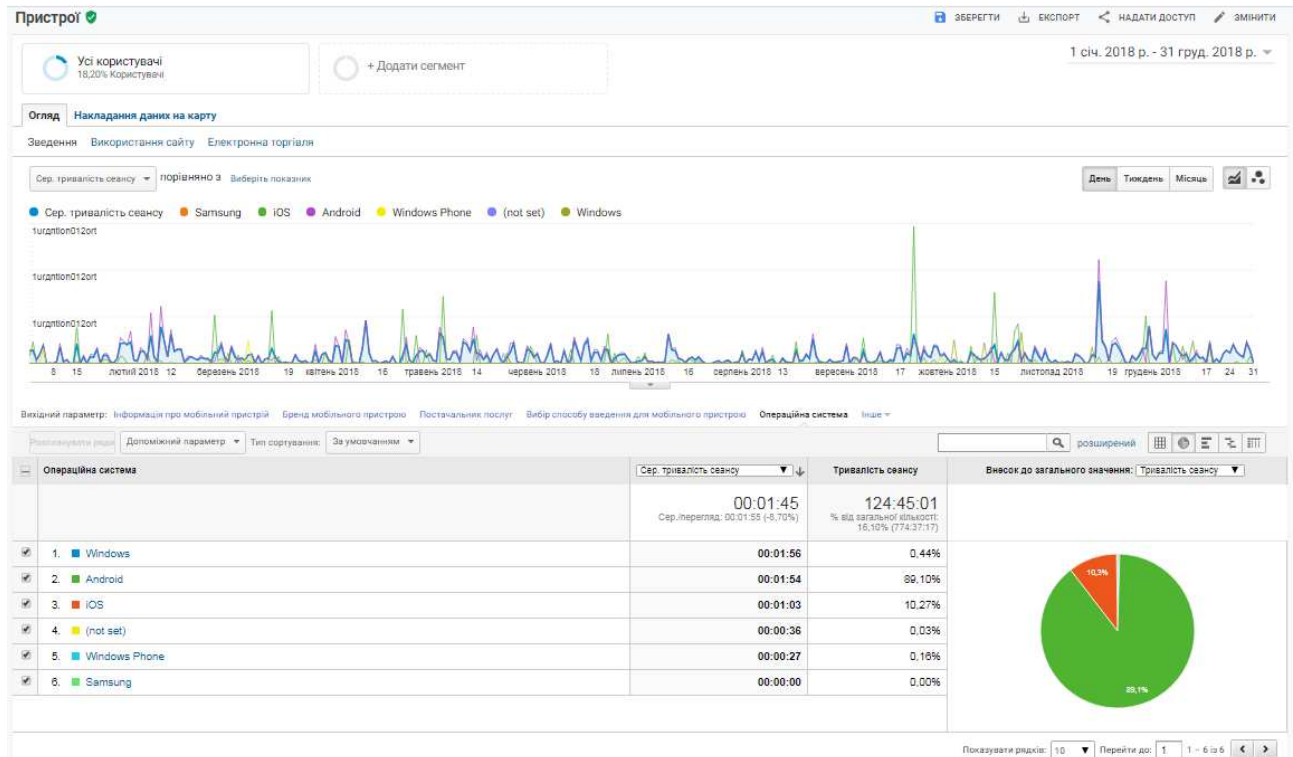 Пристрої
ЗБЕРЕГТИ ЕКСПОРТ НАДАТИ ДОСТУП ЗМІНИТИ
Усі користувачі
18,20% Користувачі
+ Додати сегмент
1 січ. 2018 р. - 31 груд. 2018 р.
Огляд Накладання даних на карту
Зведення Використання сайту Електронна торгівля
Сер. тривалість сеансу порівняно з Виберіть показник
День Тиждень Місяць
Сер. тривалість сеансу Samsung iOS Android Windows Phone (not set) Windows
8 15 лютий 2018 12 березень 2018 19 квітень 2018 16 травень 2018 14 червень 2018 18 липень 2018 16 серпень 2018 13 вересень 2018 17 жовтень 2018 15 листопад 2018 19 грудень 2018 17 24 31
Вихідний параметр: Інформація про мобільний пристрій Бренд мобільного пристрою Постачальник послуг Вибір способу введення для мобільного пристрою Операційна система Інше
Допоміжний параметр Тип сортування: За умовчанням
розширений
Операційна система Сер. тривалість сеансу Тривалість сеансу Внесок до загального значення: Тривалість сеансу
00:01:45 124:45:01
Сер./перегляд: 00:01:55 (-8,70%) % від загальної кількості:
16,10% (774:37:17)
1. Windows 00:01:56 0,44%
2. Android 00:01:54 89,10%
3. iOS 00:01:03 10,27%
4. (not set) 00:00:36 0,03%
5. Windows Phone 00:00:27 0,16%
6. Samsung 00:00:00 0,00%
10,3%
89,1%
Показувати рядків: 10 Перейти до: 1 1 – 6 із 6